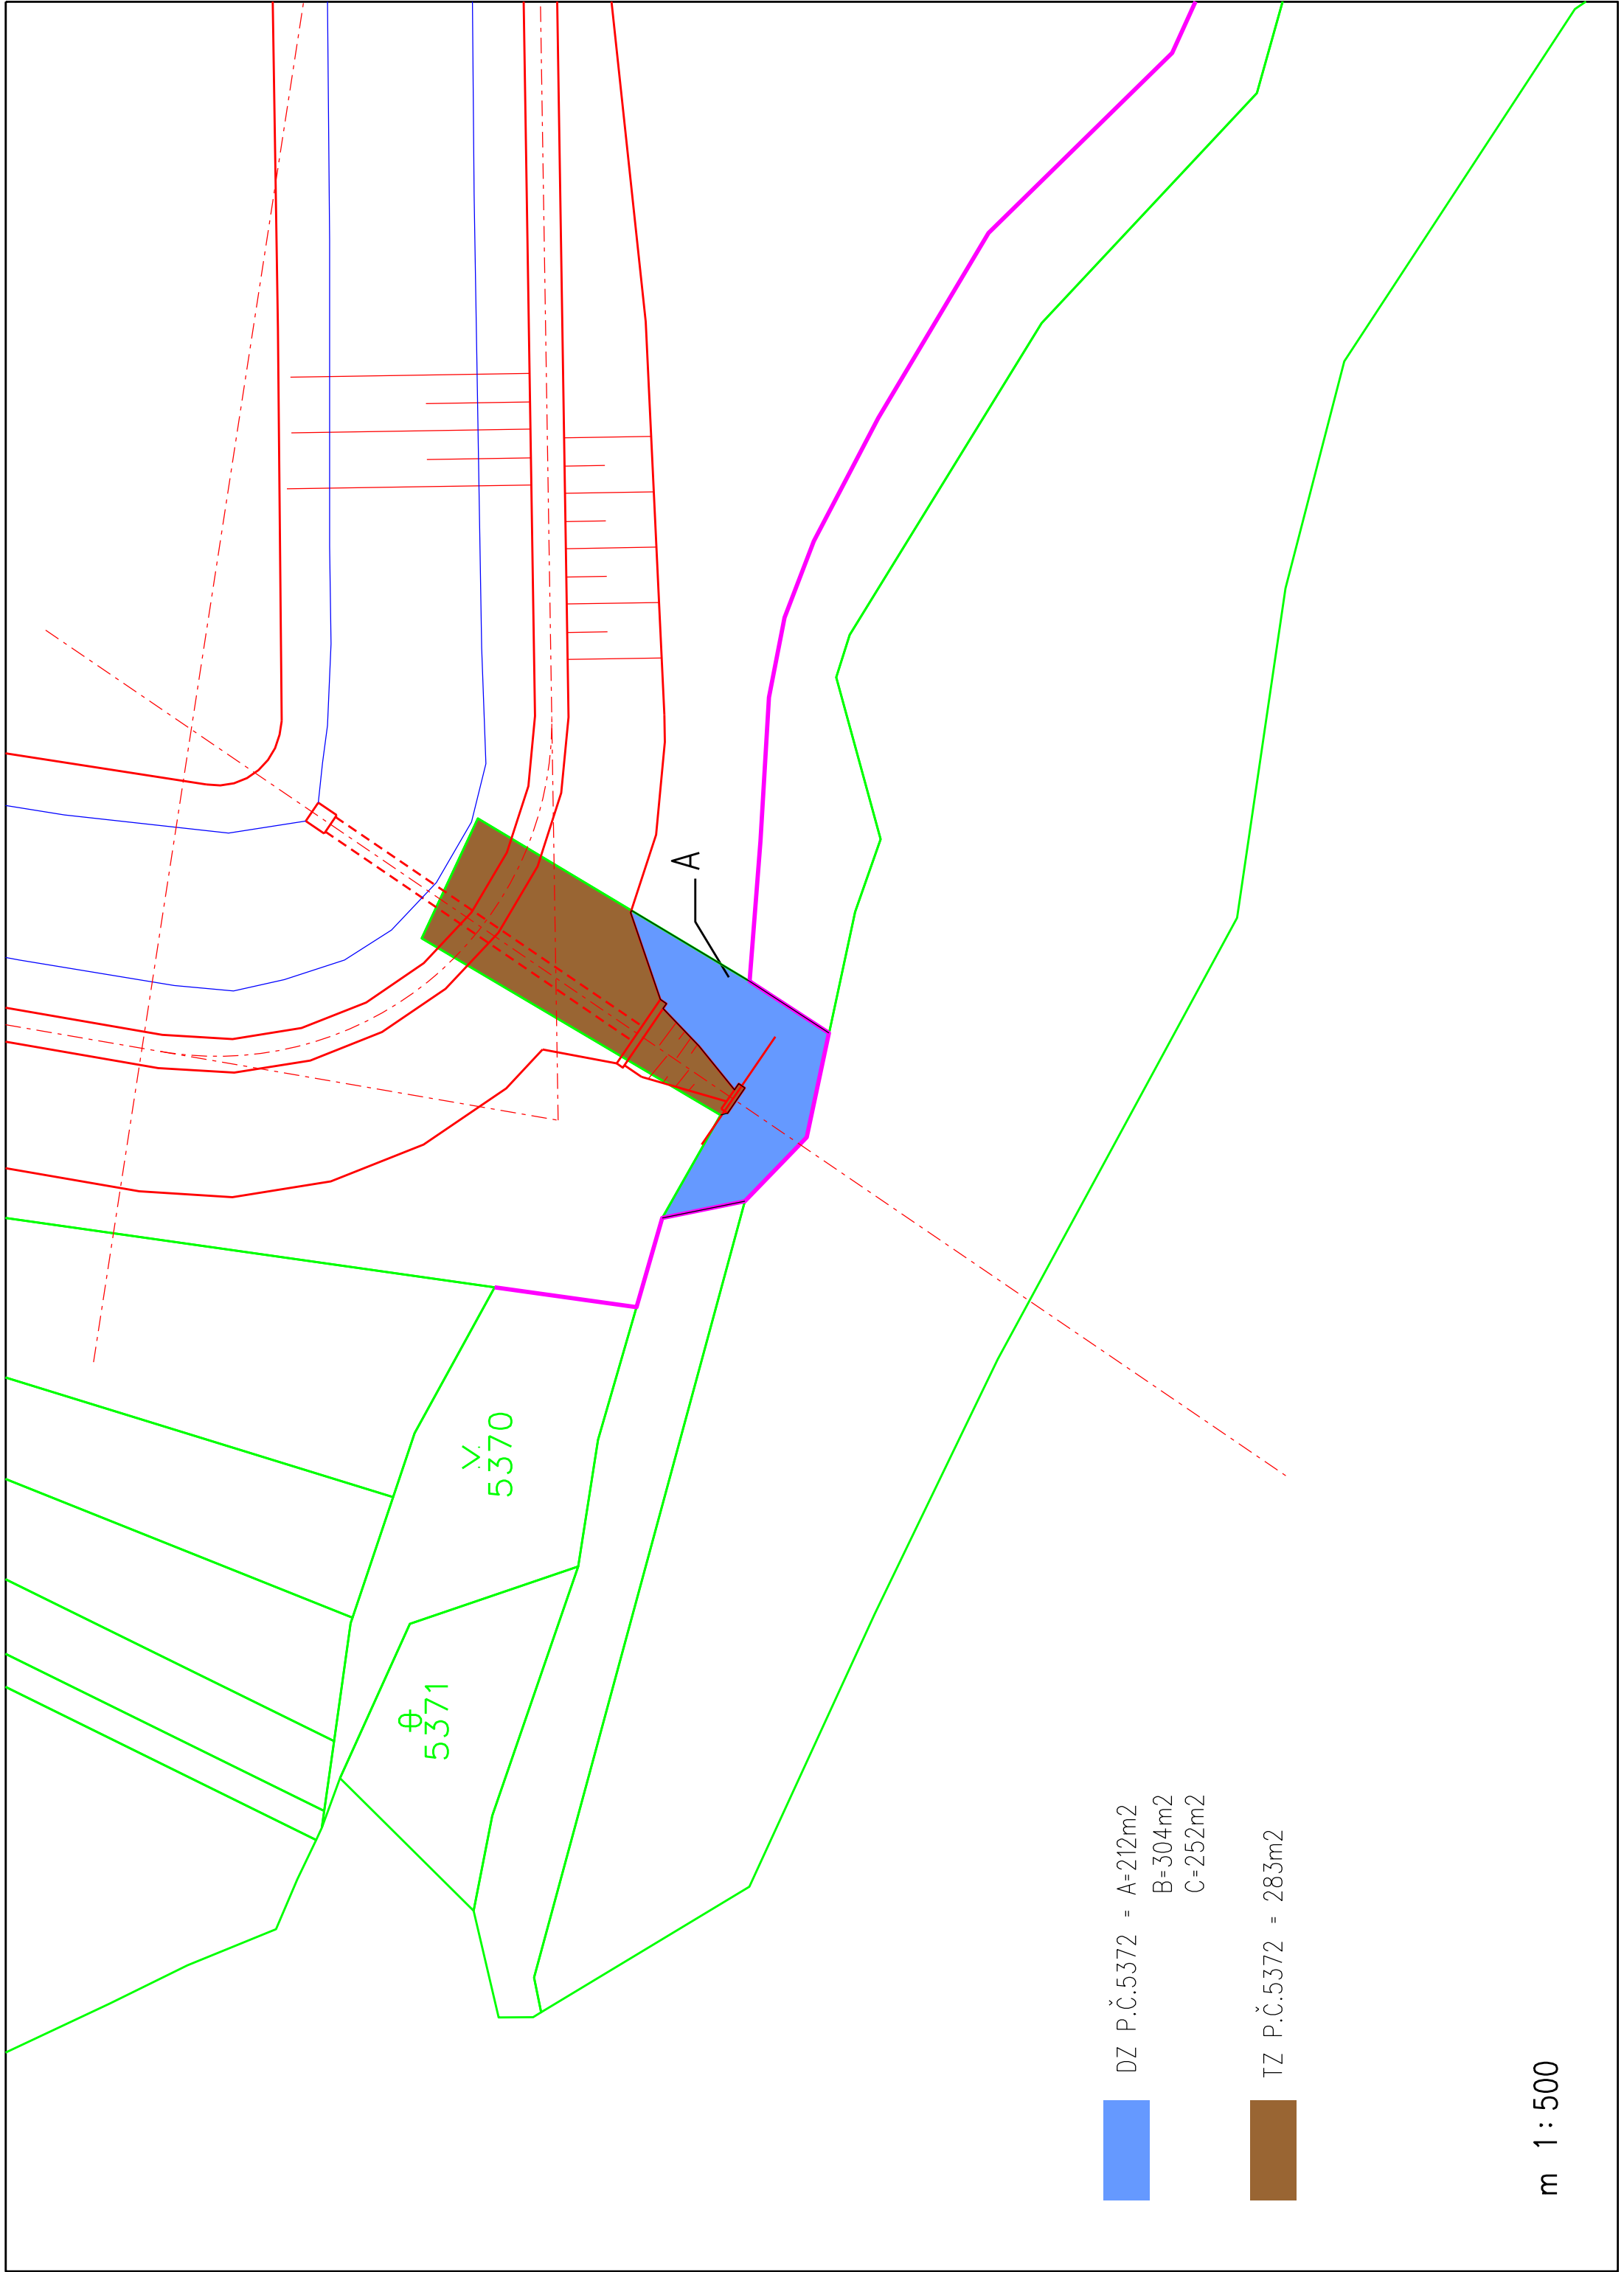 A
5370
5371
DZ P.Č.5372 = A=212m2
B=304m2
C=252m2
TZ P.Č.5372 = 283m2
m 1:500